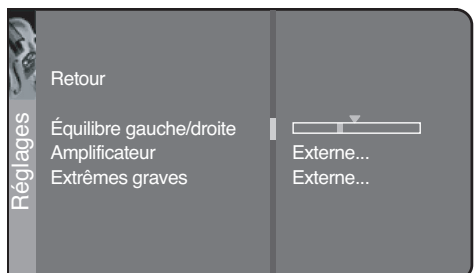 Réglages
Retour
Équilibre gauche/droite
Amplificateur Externe...
Extrêmes graves Externe...